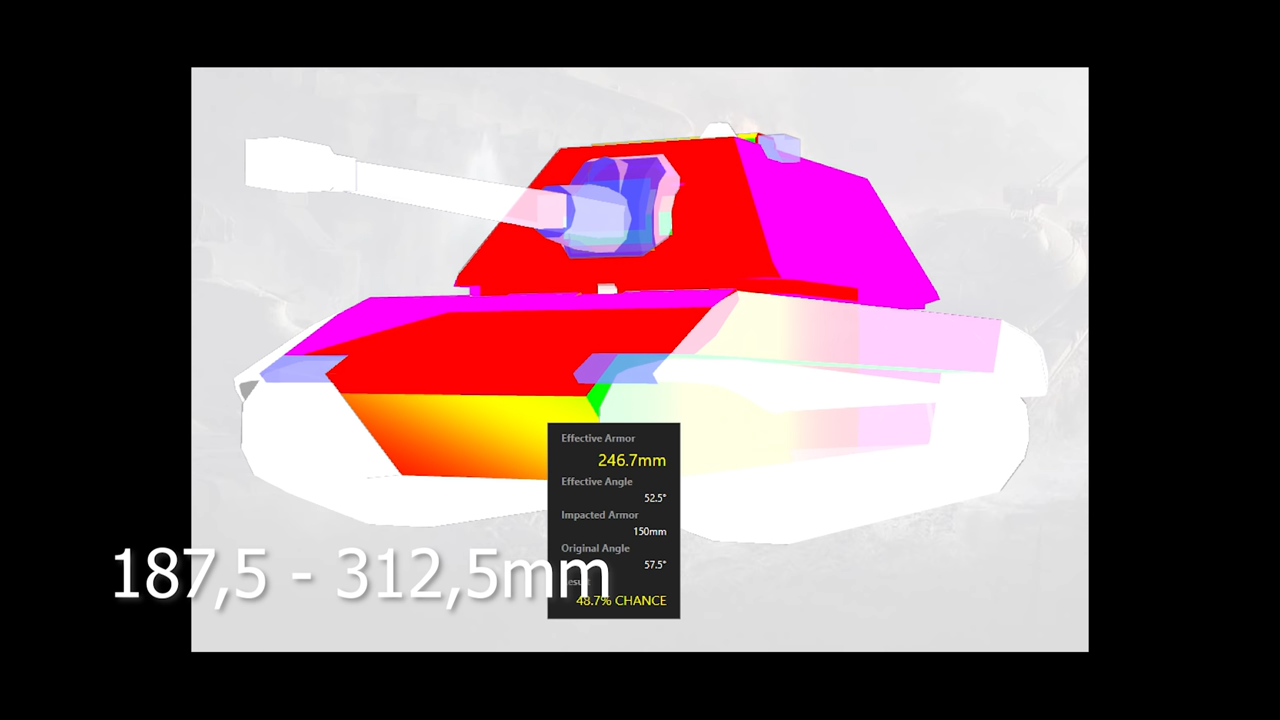 Effective Armor
246.7mm
Effective Angle
52.5°
Impacted Armor
150mm
Original Angle
57.5°
187,5 - 312,5mm
48.7% CHANCE